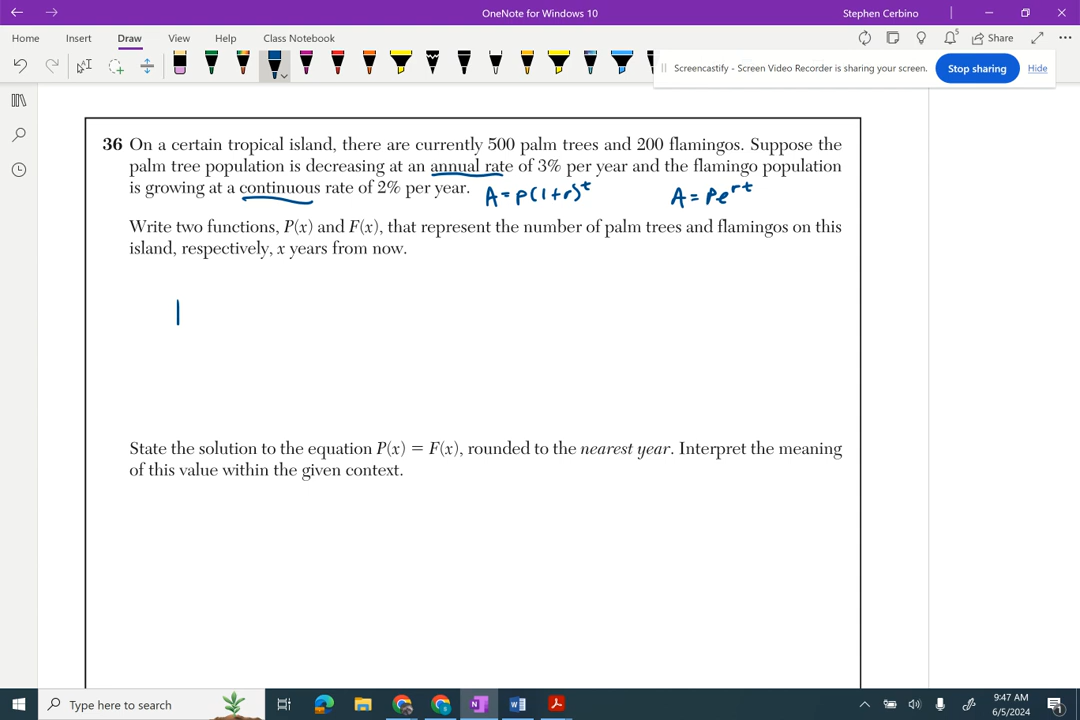 OneNote for Windows 10
Stephen Cerbino
Home Insert Draw View Help Class Notebook
Share
Screencastify - Screen Video Recorder is sharing your screen. Stop sharing Hide
36 On a certain tropical island, there are currently 500 palm trees and 200 flamingos. Suppose the
palm tree population is decreasing at an annual rate of 3% per year and the flamingo population
is growing at a continuous rate of 2% per year. A=P(1+r)^t A=Pe^rt
Write two functions, P(x) and F(x), that represent the number of palm trees and flamingos on this
island, respectively, x years from now.
State the solution to the equation P(x) = F(x), rounded to the nearest year. Interpret the meaning
of this value within the given context.
Type here to search
9:47 AM
6/5/2024